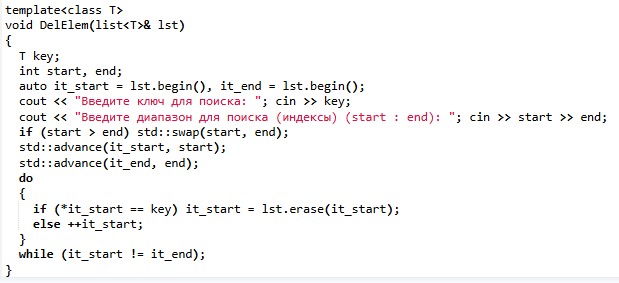 template<class T>
void DelElem(list<T>& lst)
{
  T key;
  int start, end;
  auto it_start = lst.begin(), it_end = lst.begin();
  cout << "Введите ключ для поиска: "; cin >> key;
  cout << "Введите диапазон для поиска (индексы) (start : end): "; cin >> start >> end;
  if (start > end) std::swap(start, end);
  std::advance(it_start, start);
  std::advance(it_end, end);
  do
  {
    if (*it_start == key) it_start = lst.erase(it_start);
    else ++it_start;
  }
  while (it_start != it_end);
}